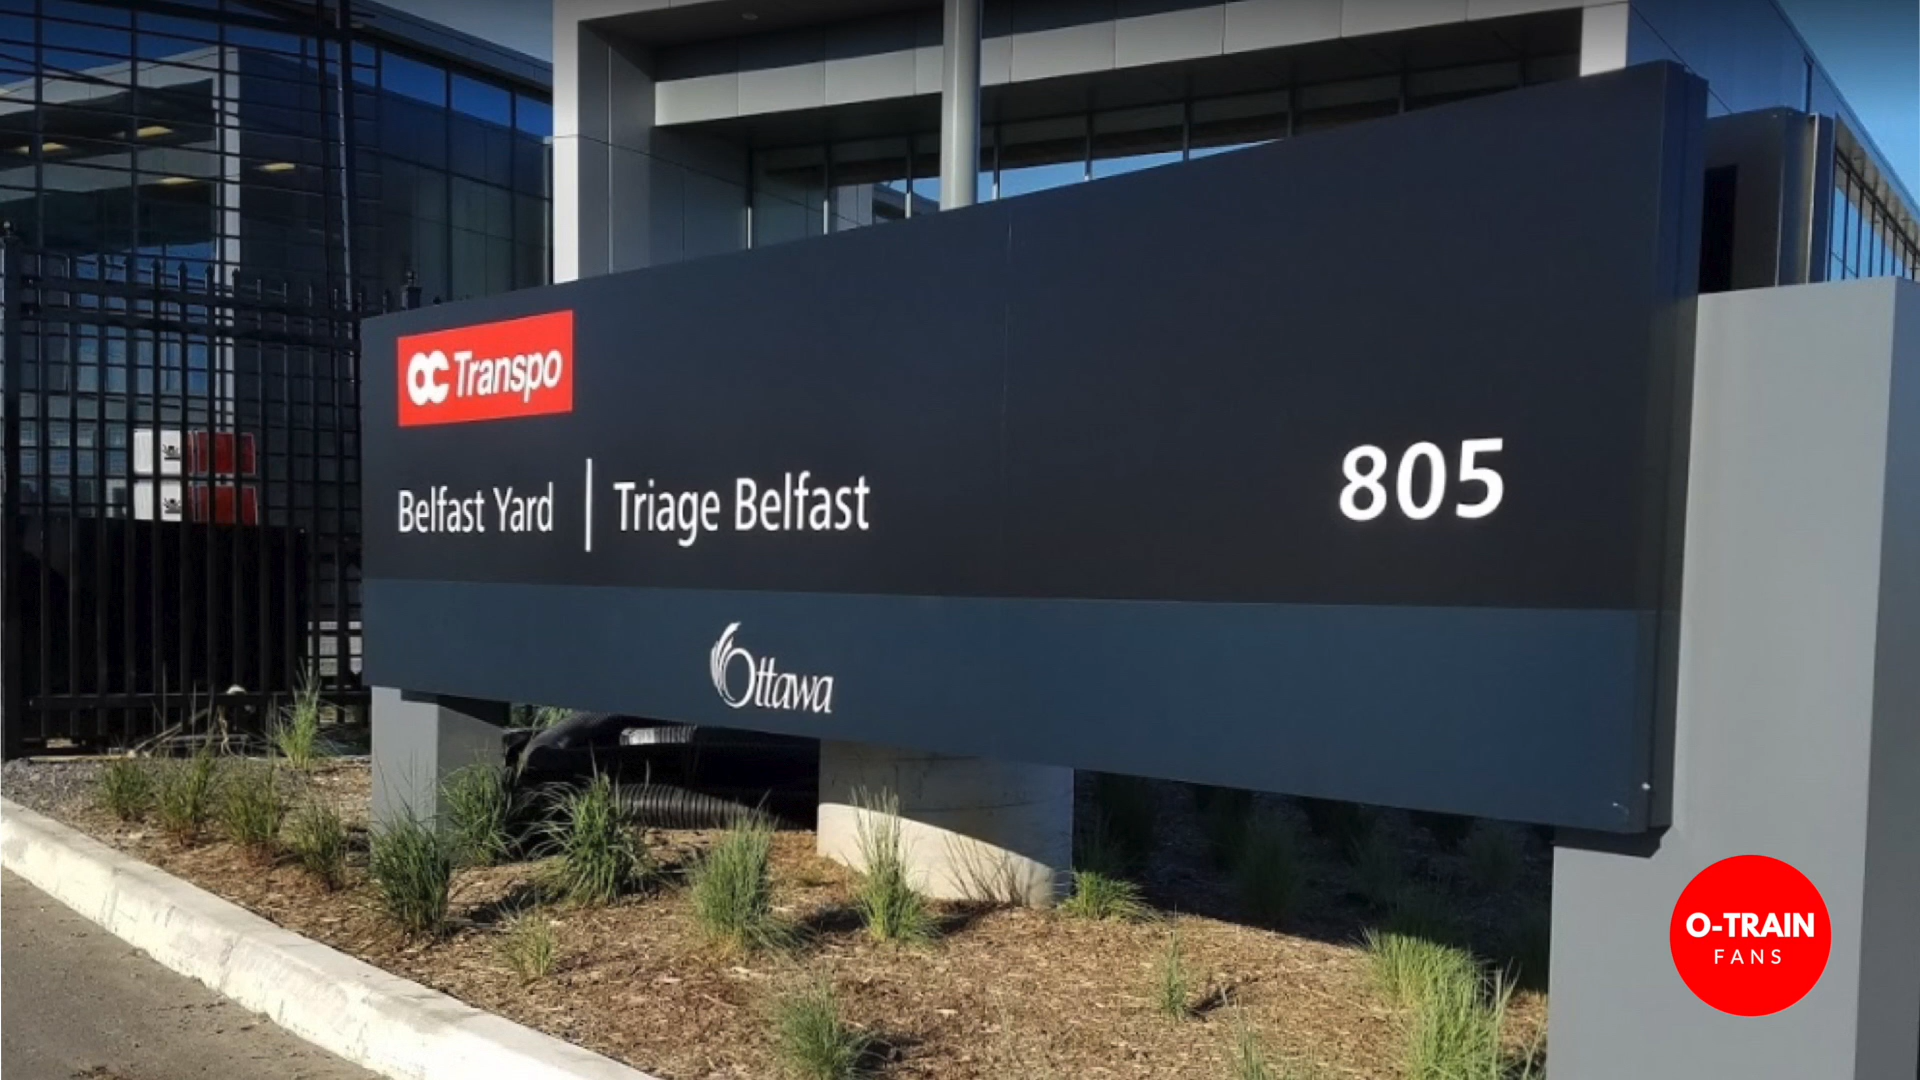 OC Transpo
Belfast Yard | Triage Belfast
805
Ottawa
O-TRAIN
FANS